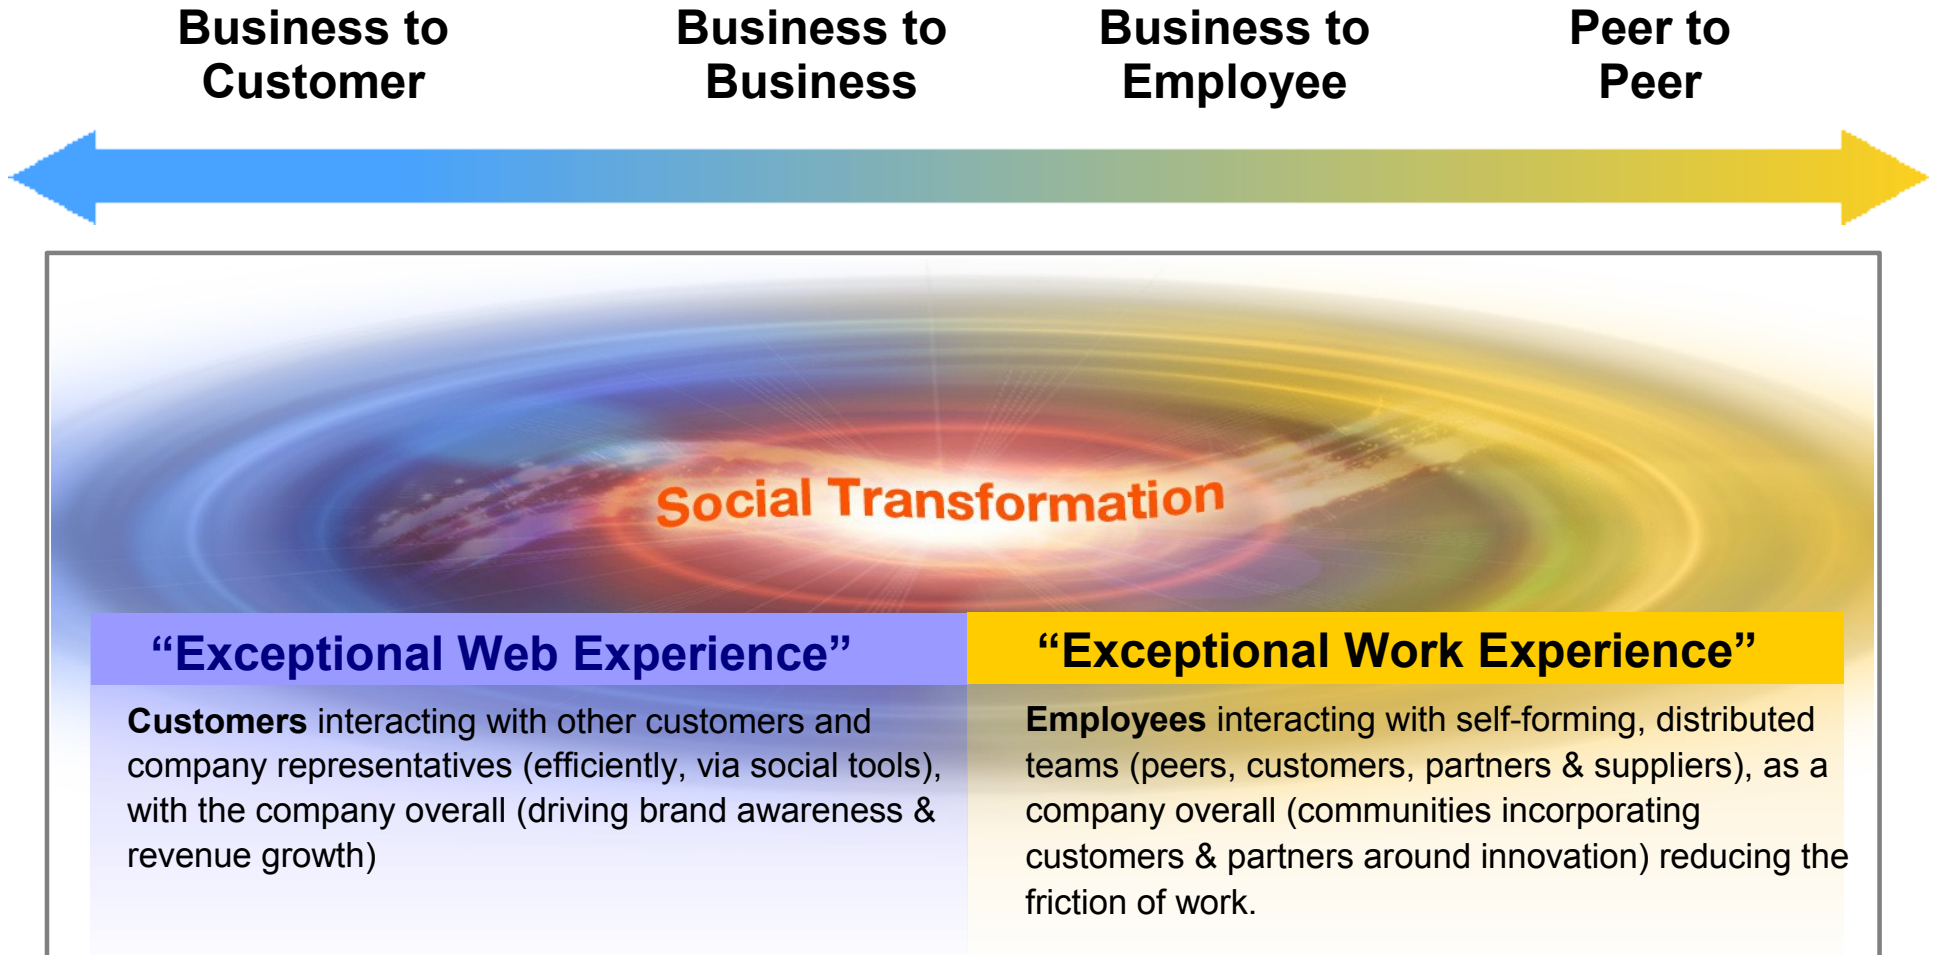 Business to
Customer
Business to
Business
Business to
Employee
Peer to
Peer
Social Transformation
“Exceptional Web Experience”
Customers interacting with other customers and
company representatives (efficiently, via social tools),
with the company overall (driving brand awareness &
revenue growth)
“Exceptional Work Experience”
Employees interacting with self-forming, distributed
teams (peers, customers, partners & suppliers), as a
company overall (communities incorporating
customers & partners around innovation) reducing the
friction of work.